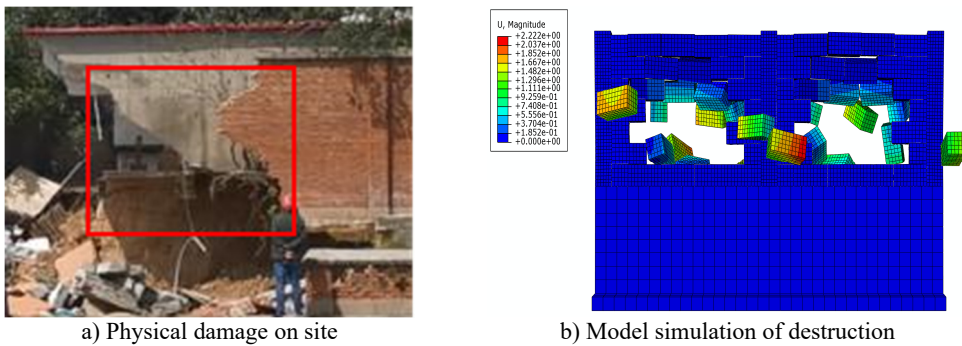 U, Magnitude
+2.222e+00
+2.037e+00
+1.852e+00
+1.667e+00
+1.482e+00
+1.296e+00
+1.111e+00
+9.259e-01
+7.408e-01
+5.556e-01
+3.704e-01
+1.852e-01
+0.000e+00
a) Physical damage on site
b) Model simulation of destruction